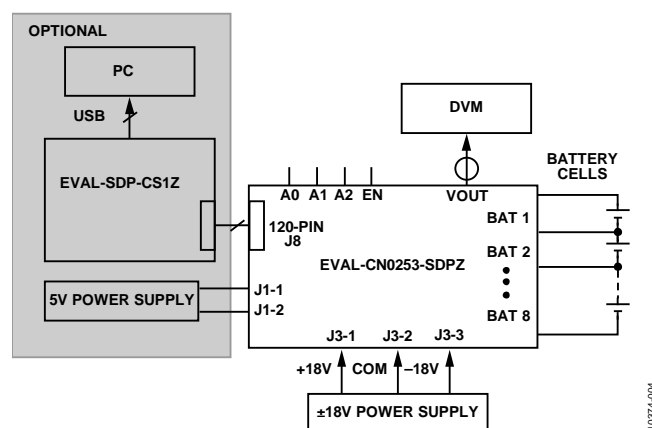 OPTIONAL
PC
USB
EVAL-SDP-CS1Z
5V POWER SUPPLY
DVM
BATTERY
CELLS
A0 A1 A2 EN VOUT
120-PIN
J8
EVAL-CN0253-SDPZ
BAT 1
BAT 2
BAT 8
J1-1
J1-2
J3-1 J3-2 J3-3
+18V COM –18V
±18V POWER SUPPLY
10274-004